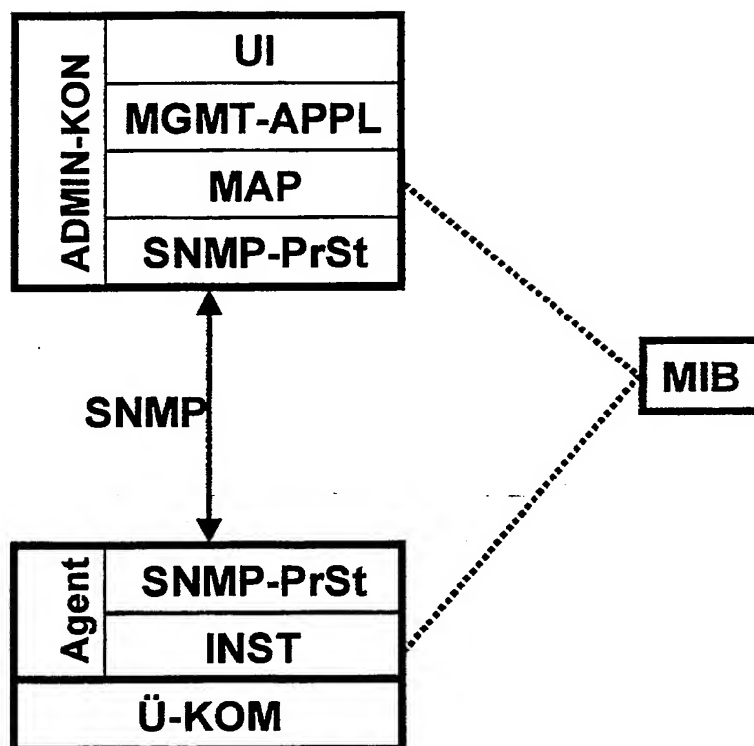 ADMIN-KON
UI
MGMT-APPL
MAP
SNMP-PrSt
SNMP
MIB
Agent
SNMP-PrSt
INST
Ü-KOM